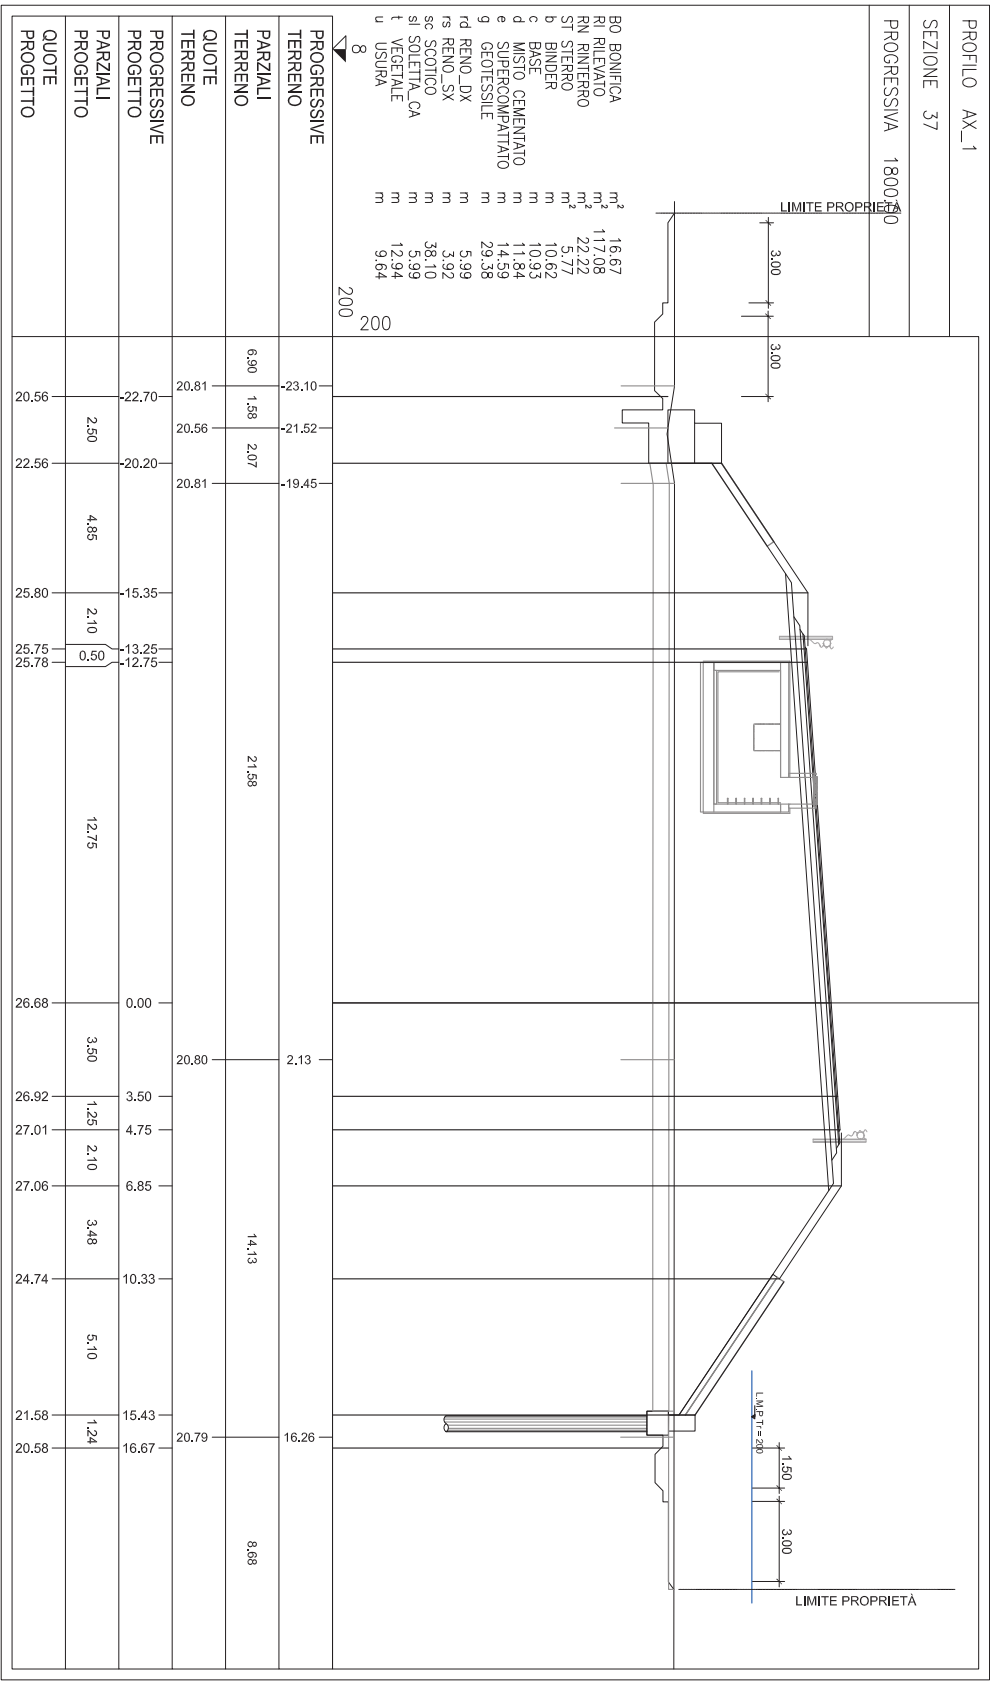 PROFILO AX_1
SEZIONE 37
PROGRESSIVA 1800.00
BO BONIFICA m² 16.67
RI RILEVATO m² 117.08
RN RINTERRO m² 22.22
ST STERRO m² 5.77
b BINDER m 10.62
c BASE m 10.93
d MISTO CEMENTATO m 11.84
e SUPERCOMPATTATO m 14.59
g GEOTESSILE m 29.38
rd RENO_DX m 5.99
rs RENO_SX m 3.92
sc SCOTICO m 38.10
sl SOLETTA_CA m 5.99
t VEGETALE m 12.94
u USURA m 9.64
8
200
200
LIMITE PROPRIETÀ
3.00
3.00
L.M.P. Tr = 200
1.50
3.00
LIMITE PROPRIETÀ
PROGRESSIVE TERRENO
-23.10 -21.52 -19.45 2.13 16.26
PARZIALI TERRENO
6.90 1.58 2.07 21.58 14.13 8.68
QUOTE TERRENO
20.81 20.56 20.81 20.80 20.79
PROGRESSIVE PROGETTO
-22.70 -20.20 -15.35 -13.25 -12.75 0.00 3.50 4.75 6.85 10.33 15.43 16.67
PARZIALI PROGETTO
2.50 4.85 2.10 0.50 12.75 3.50 1.25 2.10 3.48 5.10 1.24
QUOTE PROGETTO
20.56 22.56 25.80 25.75 25.78 26.68 26.92 27.01 27.06 24.74 21.58 20.58